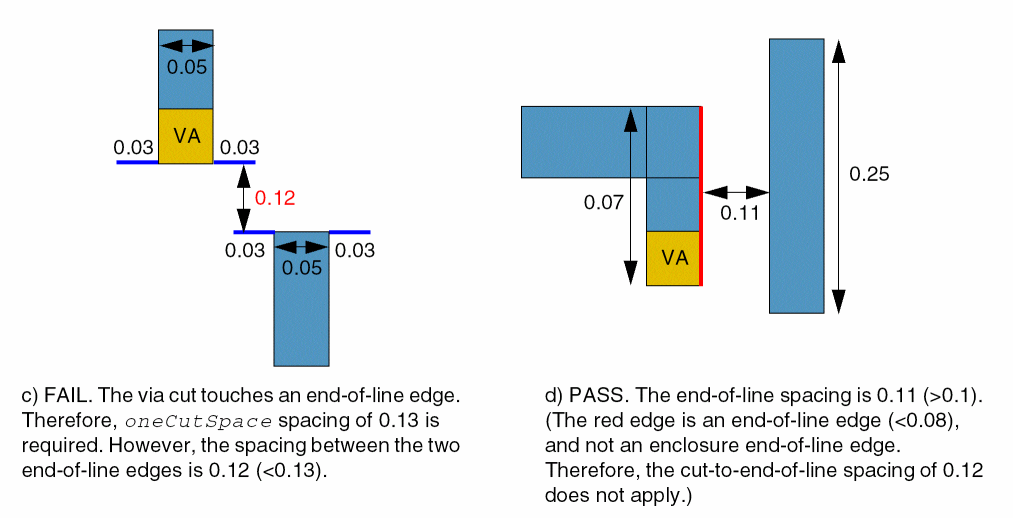 0.05
VA
0.03
0.03
0.12
0.03
0.03
0.05
c) FAIL. The via cut touches an end-of-line edge.
Therefore, oneCutSpace spacing of 0.13 is
required. However, the spacing between the two
end-of-line edges is 0.12 (<0.13).
0.25
0.07
0.11
VA
d) PASS. The end-of-line spacing is 0.11 (>0.1).
(The red edge is an end-of-line edge (<0.08),
and not an enclosure end-of-line edge.
Therefore, the cut-to-end-of-line spacing of 0.12
does not apply.)